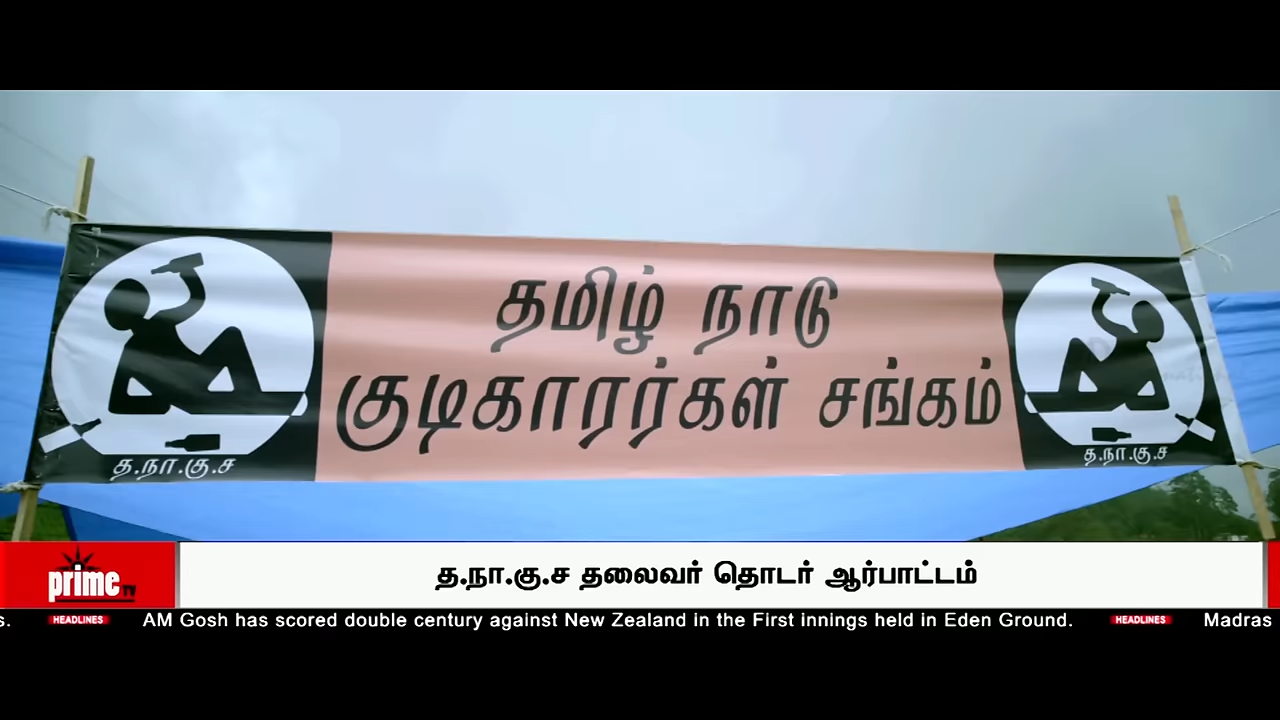 தமிழ் நாடு
குடிகாரர்கள் சங்கம்
த.நா.கு.ச
த.நா.கு.ச
prime TV
த.நா.கு.ச தலைவர் தொடர் ஆர்பாட்டம்
s. HEADLINES AM Gosh has scored double century against New Zealand in the First innings held in Eden Ground. HEADLINES Madras